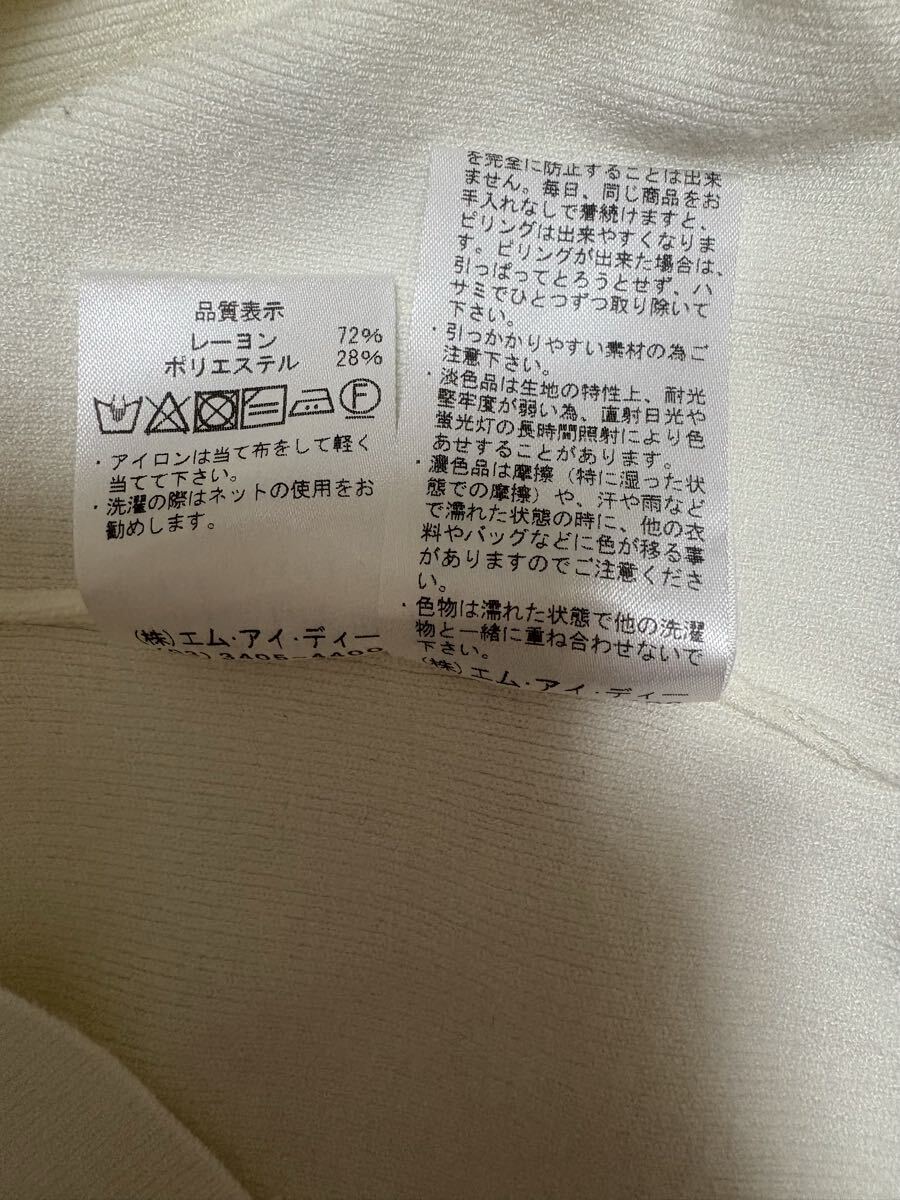 品質表示
レーヨン 72%
ポリエステル 28%
F
・アイロンは当て布をして軽く
当てて下さい。
・洗濯の際はネットの使用をお
勧めします。
(株)エム・アイ・ディー
を完全に防止することは出来
ません。毎日、同じ商品をお
手入れなしで着続けますと、
ピリングは出来やすくなりま
す。ピリングが出来た場合は、
引っぱってとろうとせず、ハ
サミでひとつずつ取り除いて
下さい。
・引っかかりやすい素材の為ご
注意下さい。
・淡色品は生地の特性上、耐光
堅牢度が弱い為、直射日光や
蛍光灯の長時間照射により色
あせすることがあります。
・濃色品は摩擦（特に湿った状
態での摩擦）や、汗や雨など
で濡れた状態の時に、他の衣
料やバッグなどに色が移る事
がありますのでご注意くださ
い。
・色物は濡れた状態で他の洗濯
物と一緒に重ね合わせないで
下さい。
(株)エム・アイ・ディー